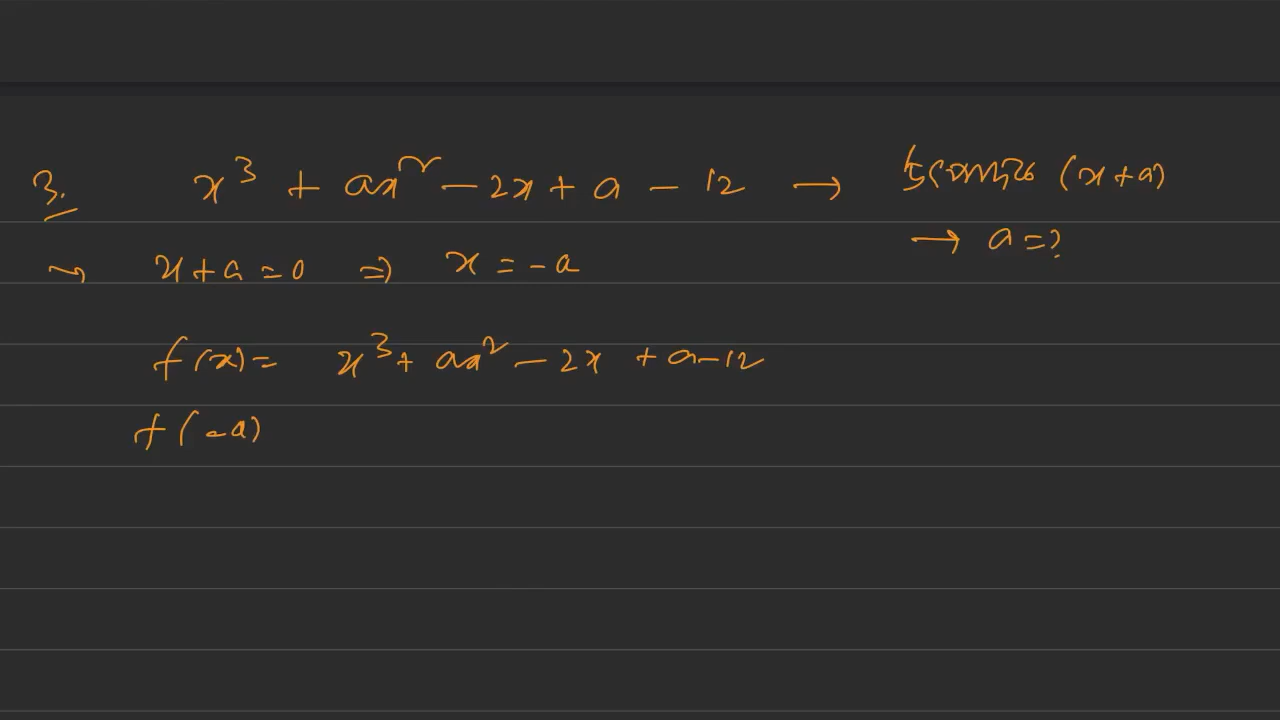 3. x³ + ax² - 2x + a - 12 → উৎপাদক (x+a)
→ a = ?
⇝ x + a = 0 ⇒ x = -a
f(x) = x³ + ax² - 2x + a - 12
f(-a)